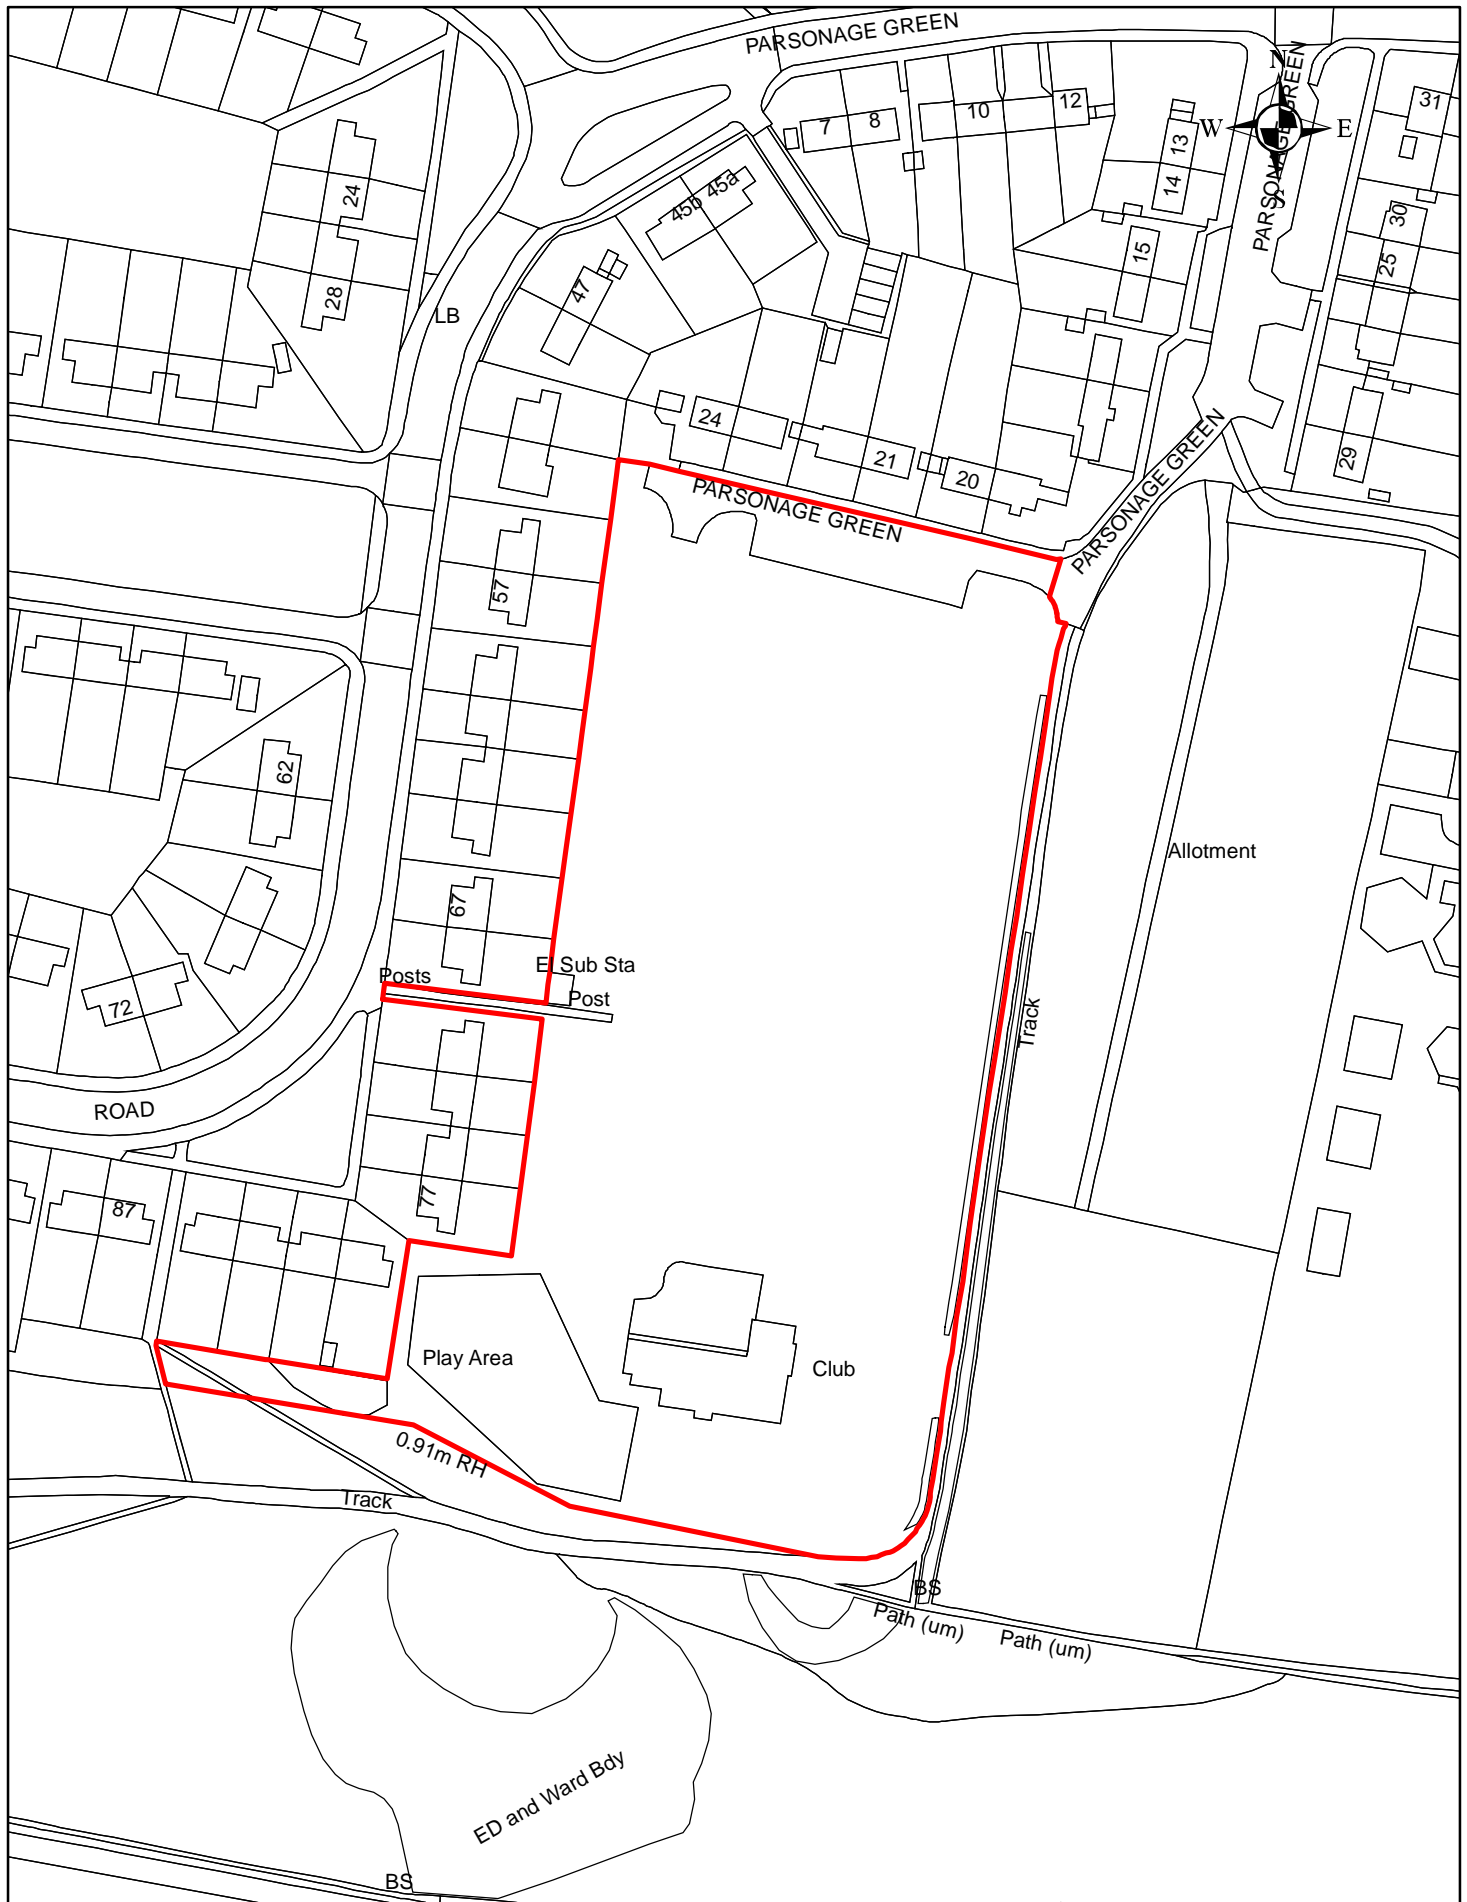 PARSONAGE GREEN
N
W
E
S
PARSONAGE GREEN
31
12
10
8
7
13
14
24
45b
45a
30
15
25
28
47
LB
24
21
20
29
PARSONAGE GREEN
PARSONAGE GREEN
57
62
Allotment
67
El Sub Sta
Posts
Post
72
Track
ROAD
77
87
Play Area
Club
0.91m RH
Track
BS
Path (um)
Path (um)
ED and Ward Bdy
BS